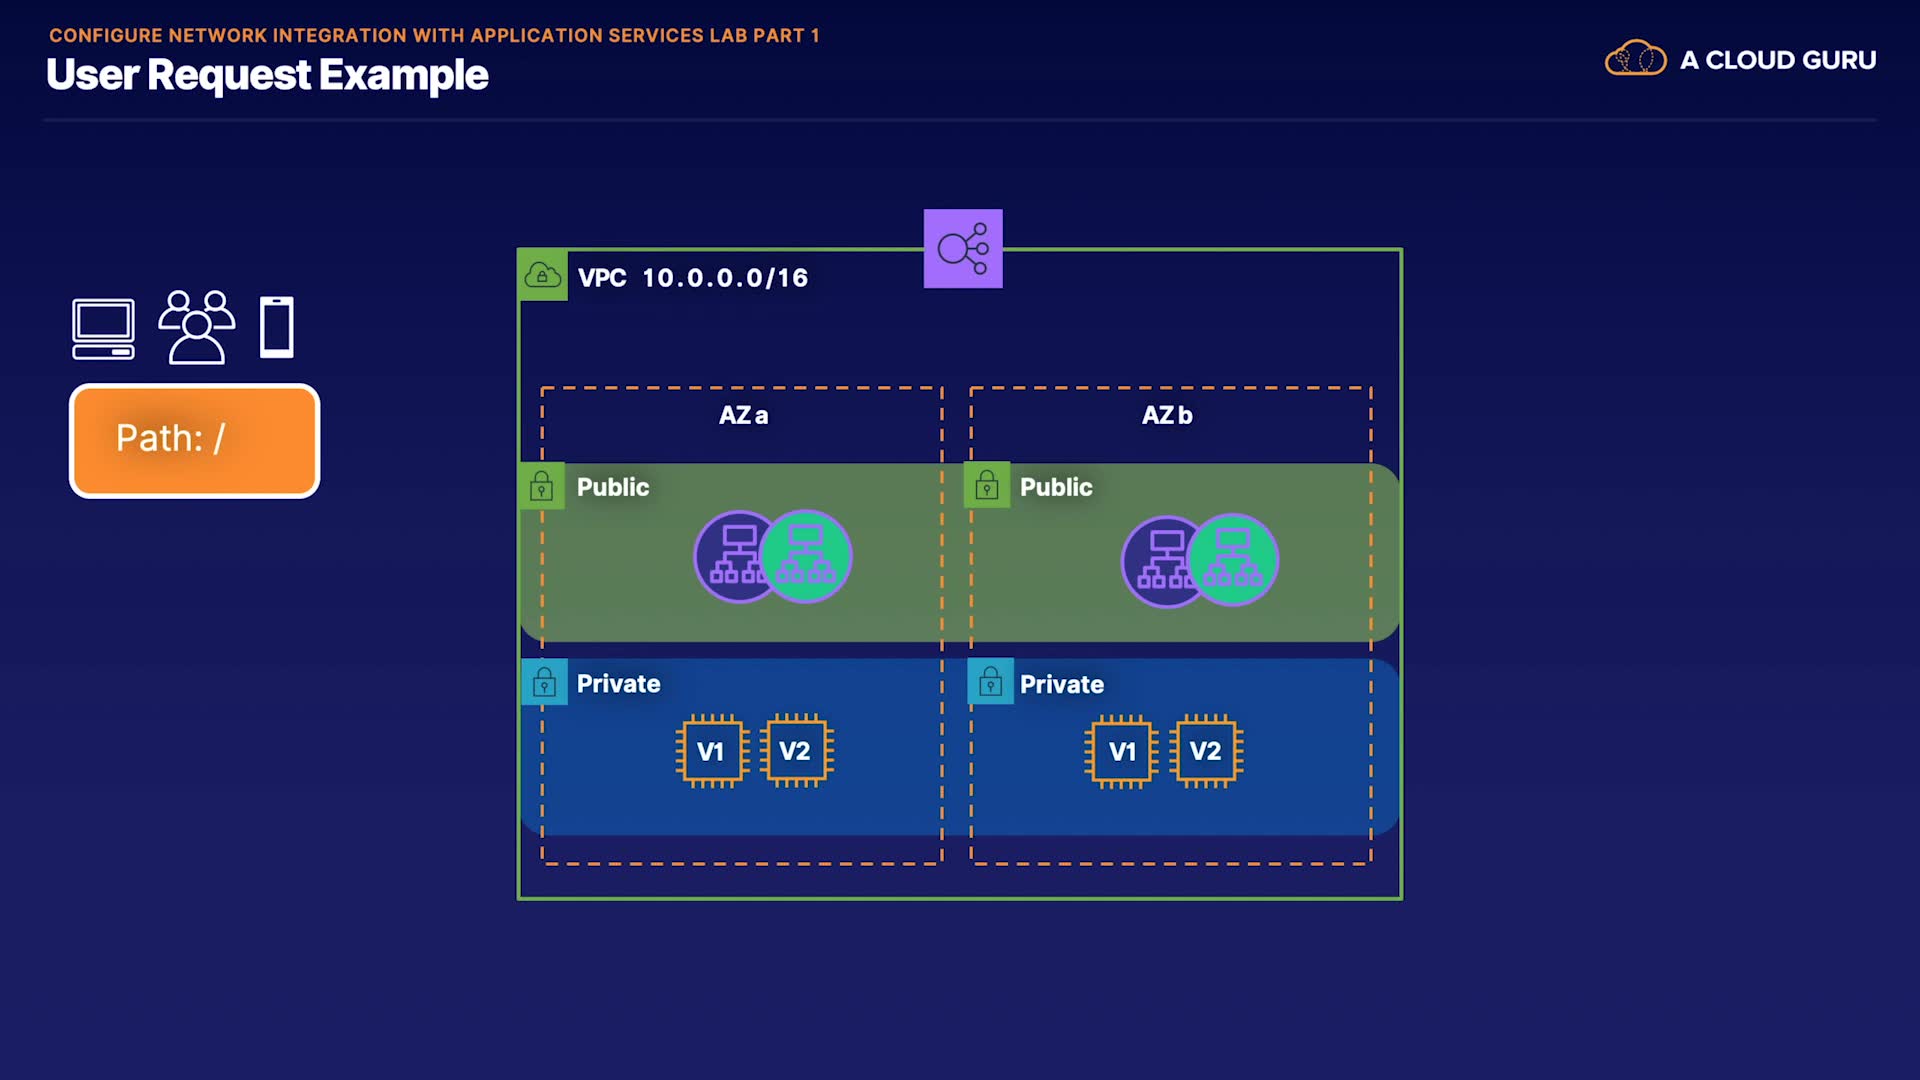 CONFIGURE NETWORK INTEGRATION WITH APPLICATION SERVICES LAB PART 1
User Request Example
A CLOUD GURU
VPC 10.0.0.0/16
Path: /
AZ a
AZ b
Public
Public
Private
Private
V1
V2
V1
V2